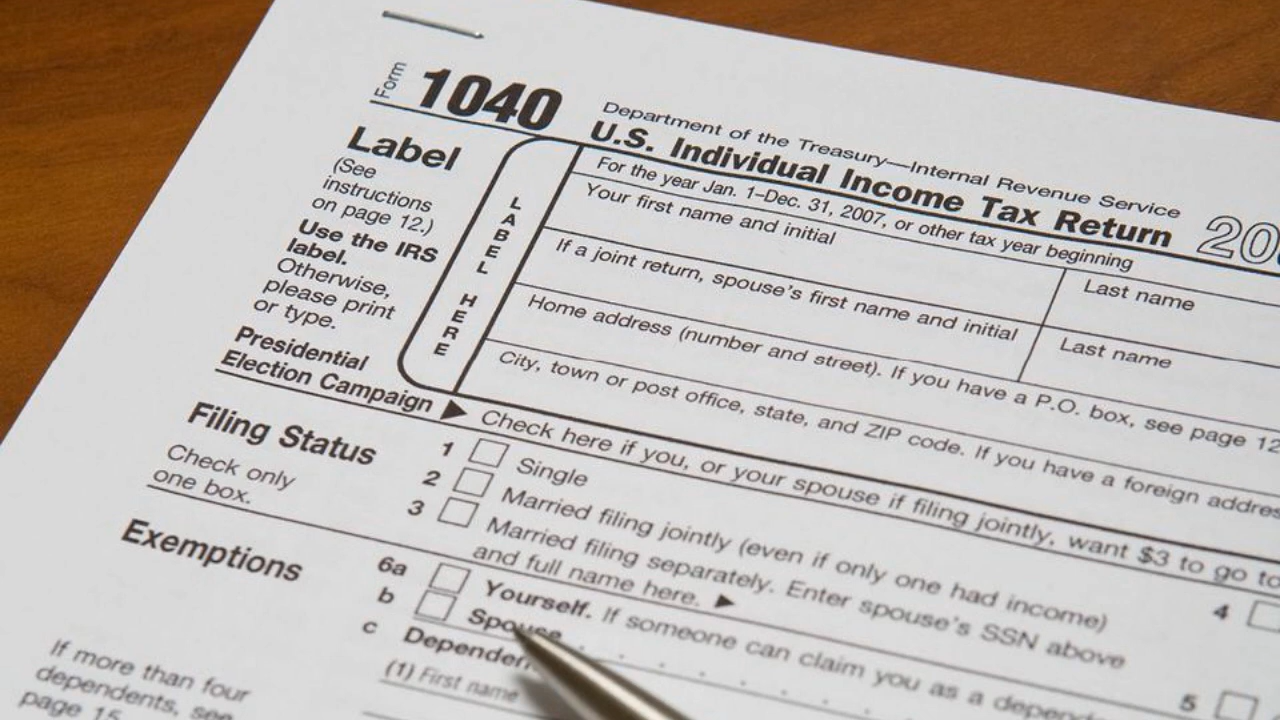 Form 1040
Department of the Treasury—Internal Revenue Service
U.S. Individual Income Tax Return
Label
(See
instructions
on page 12.)
Use the IRS
label.
Otherwise,
please print
or type.
LABEL HERE
For the year Jan. 1–Dec. 31, 2007, or other tax year beginning
Your first name and initial
Last name
If a joint return, spouse's first name and initial
Last name
Home address (number and street). If you have a P.O. box, see page 12
City, town or post office, state, and ZIP code. If you have a foreign
Presidential
Election Campaign ▶ Check here if you, or your spouse if filing jointly, want $3 to go to
Filing Status
Check only
one box.
1 Single
2 Married filing jointly (even if only one had income)
3 Married filing separately. Enter spouse's SSN above
and full name here. ▶
4
5
Exemptions
6a Yourself. If someone can claim you as a
b Spouse
c
(1) First name
If more than four
dependents, see
page 15